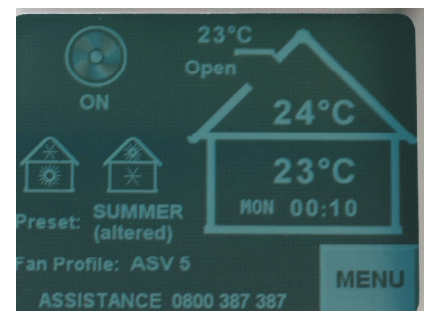 23°C
Open
ON
24°C
23°C
MON 00:10
Preset: SUMMER
(altered)
Fan Profile: ASV 5
MENU
ASSISTANCE 0800 387 387